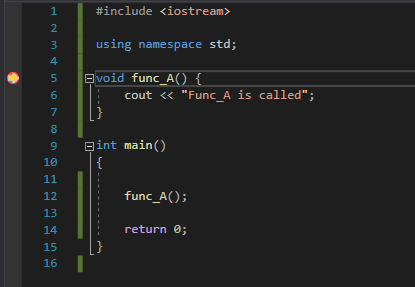 1 #include <iostream>
2
3 using namespace std;
4
5 void func_A() {
6 cout << "Func_A is called";
7 }
8
9 int main()
10 {
11
12 func_A();
13
14 return 0;
15 }
16